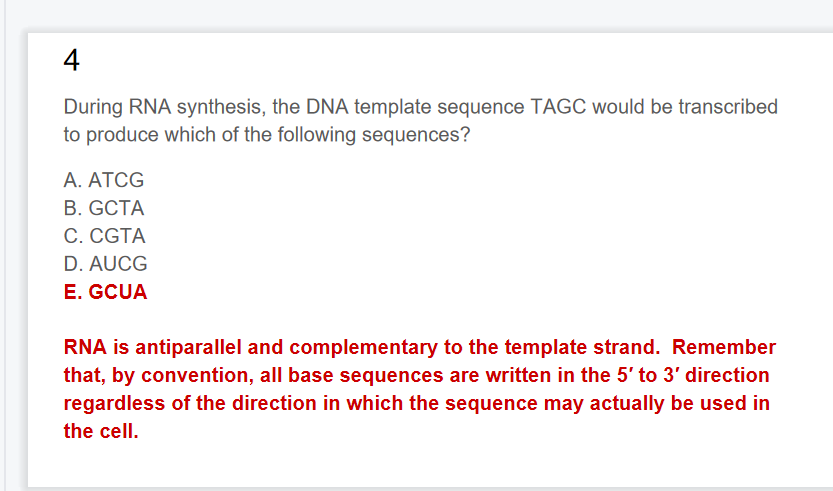 4
During RNA synthesis, the DNA template sequence TAGC would be transcribed
to produce which of the following sequences?
A. ATCG
B. GCTA
C. CGTA
D. AUCG
E. GCUA
RNA is antiparallel and complementary to the template strand.  Remember
that, by convention, all base sequences are written in the 5′ to 3′ direction
regardless of the direction in which the sequence may actually be used in
the cell.